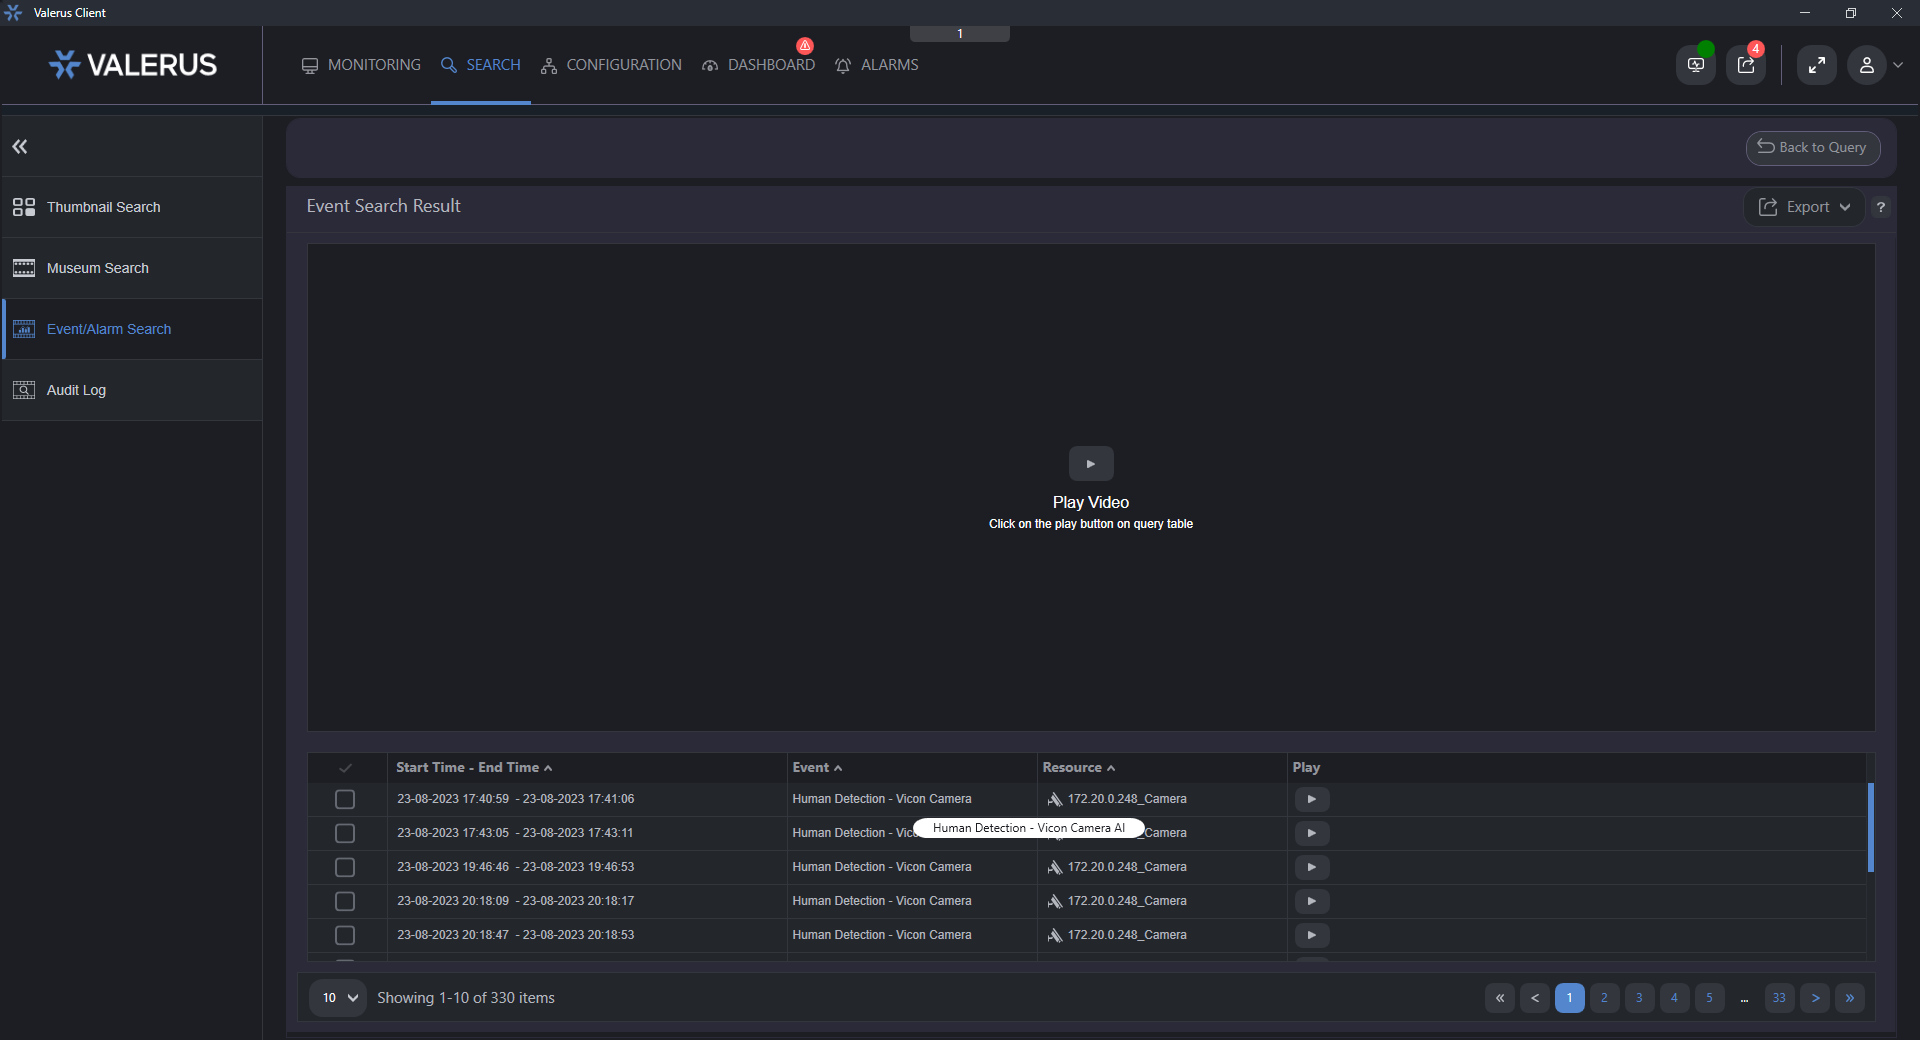 Valerus Client
1
VALERUS
MONITORING
SEARCH
CONFIGURATION
DASHBOARD
ALARMS
4
Back to Query
Thumbnail Search
Museum Search
Event/Alarm Search
Audit Log
Event Search Result
Export
?
Play Video
Click on the play button on query table
Start Time - End Time Event Resource Play
23-08-2023 17:40:59 - 23-08-2023 17:41:06 Human Detection - Vicon Camera 172.20.0.248_Camera
Human Detection - Vicon Camera AI
23-08-2023 17:43:05 - 23-08-2023 17:43:11 Human Detection - Vic _Camera
23-08-2023 19:46:46 - 23-08-2023 19:46:53 Human Detection - Vicon Camera 172.20.0.248_Camera
23-08-2023 20:18:09 - 23-08-2023 20:18:17 Human Detection - Vicon Camera 172.20.0.248_Camera
23-08-2023 20:18:47 - 23-08-2023 20:18:53 Human Detection - Vicon Camera 172.20.0.248_Camera
10 Showing 1-10 of 330 items
« < 1 2 3 4 5 ... 33 > »